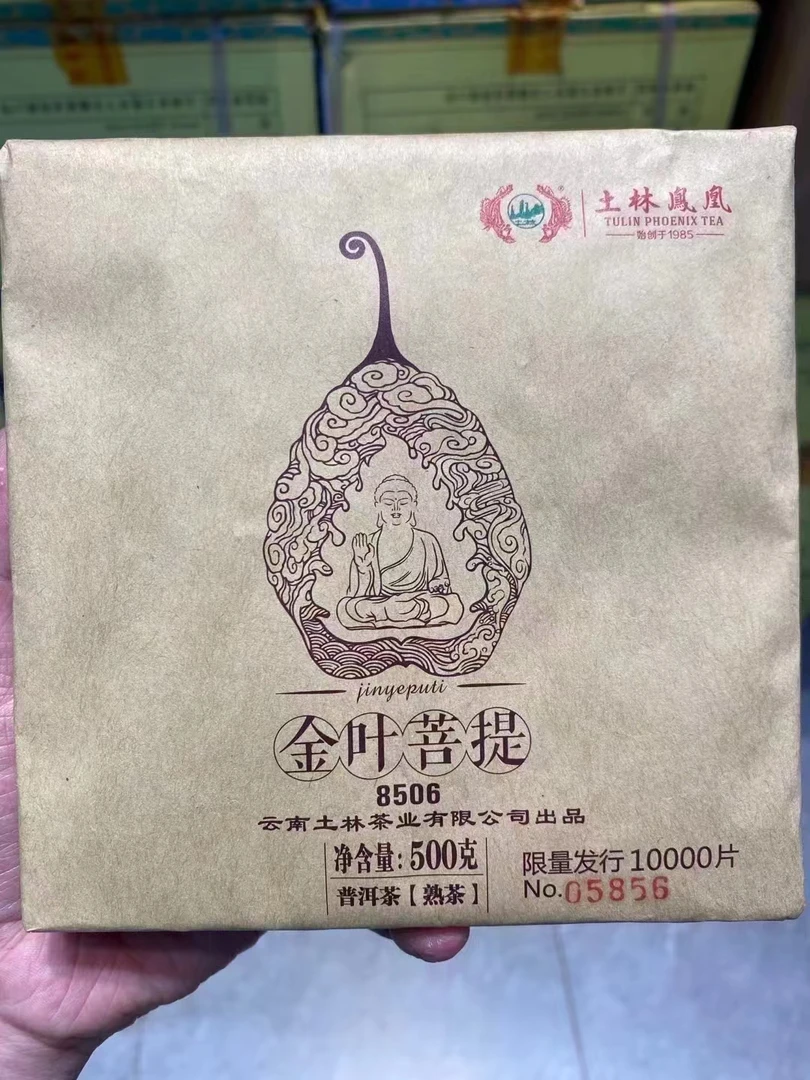 土林鳳凰
TULIN PHOENIX TEA
始创于1985
jinyeputi
金叶菩提
8506
云南土林茶业有限公司出品
净含量:500克
普洱茶【熟茶】
限量发行10000片
No.05856